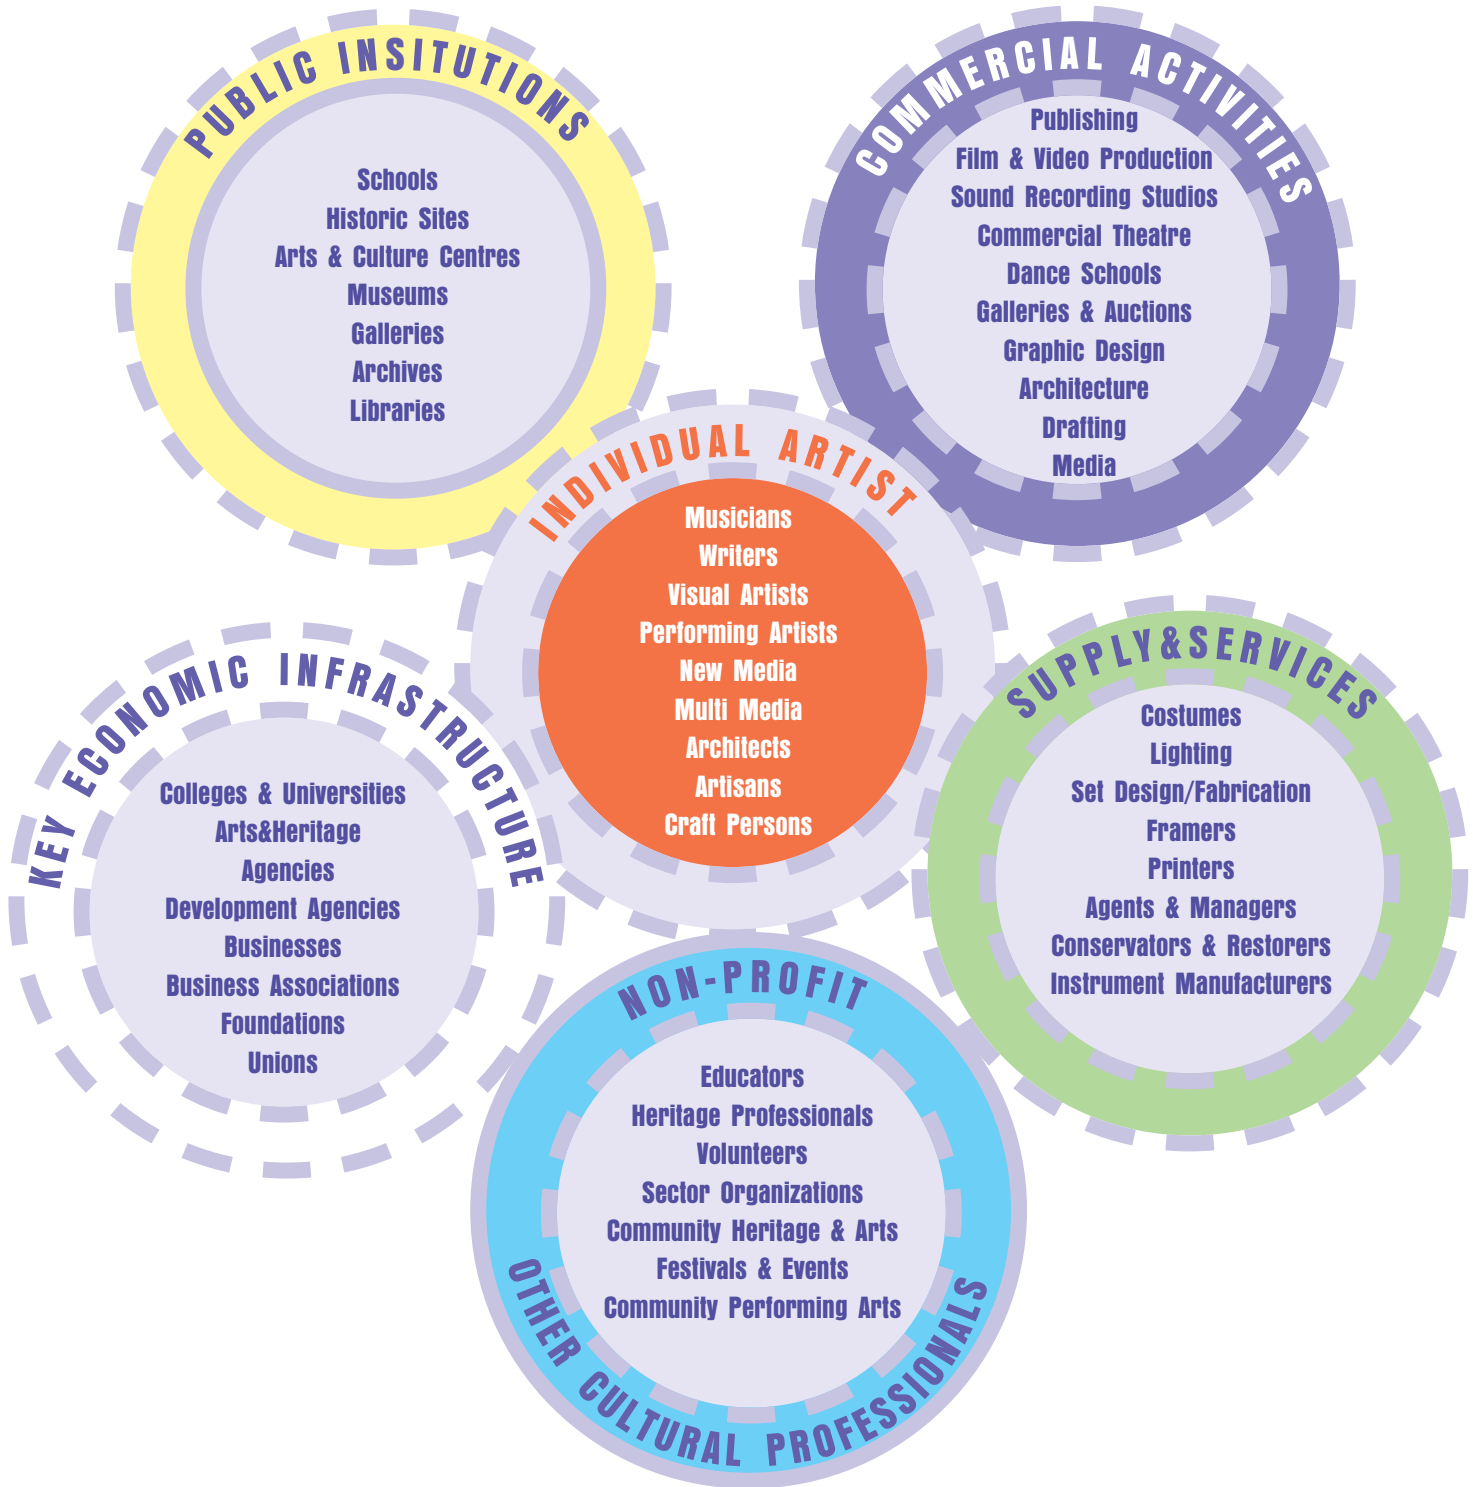 PUBLIC INSITUTIONS
Schools
Historic Sites
Arts & Culture Centres
Museums
Galleries
Archives
Libraries
COMMERCIAL ACTIVITIES
Publishing
Film & Video Production
Sound Recording Studios
Commercial Theatre
Dance Schools
Galleries & Auctions
Graphic Design
Architecture
Drafting
Media
INDIVIDUAL ARTIST
Musicians
Writers
Visual Artists
Performing Artists
New Media
Multi Media
Architects
Artisans
Craft Persons
KEY ECONOMIC INFRASTRUCTURE
Colleges & Universities
Arts&Heritage
Agencies
Development Agencies
Businesses
Business Associations
Foundations
Unions
SUPPLY&SERVICES
Costumes
Lighting
Set Design/Fabrication
Framers
Printers
Agents & Managers
Conservators & Restorers
Instrument Manufacturers
NON-PROFIT
Educators
Heritage Professionals
Volunteers
Sector Organizations
Community Heritage & Arts
Festivals & Events
Community Performing Arts
OTHER CULTURAL PROFESSIONALS